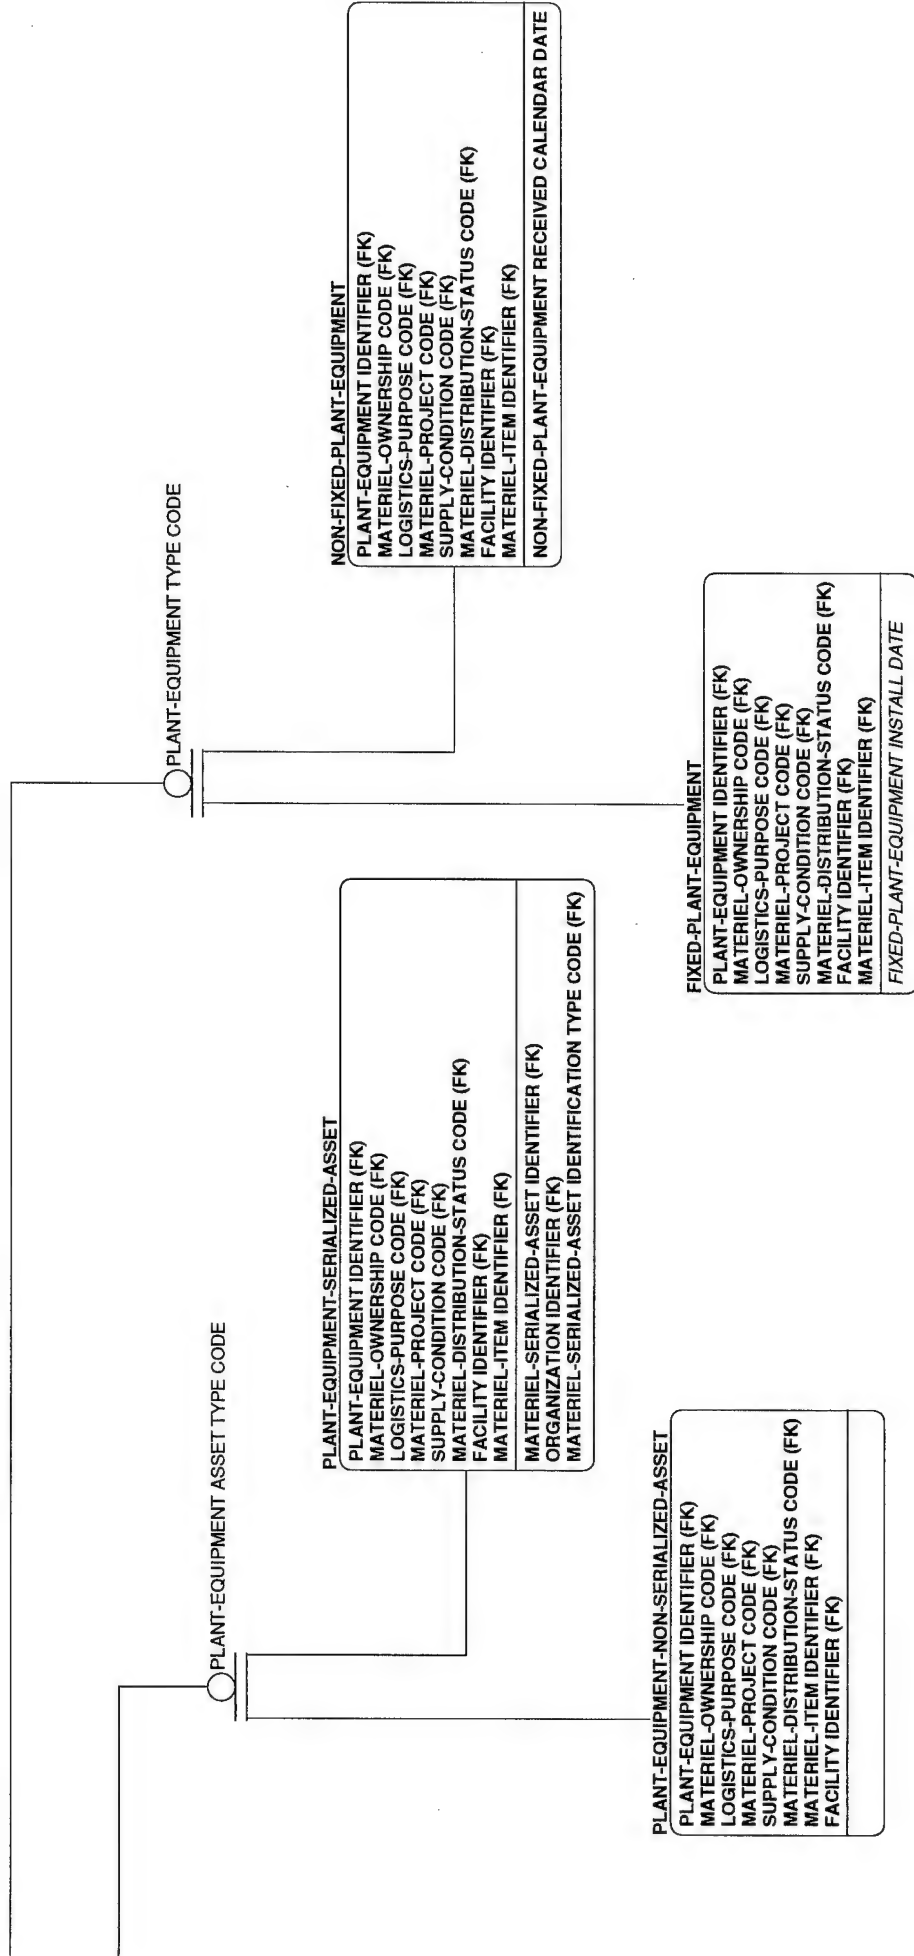 PLANT-EQUIPMENT ASSET TYPE CODE
PLANT-EQUIPMENT-SERIALIZED-ASSET
PLANT-EQUIPMENT IDENTIFIER (FK)
MATERIEL-OWNERSHIP CODE (FK)
LOGISTICS-PURPOSE CODE (FK)
MATERIEL-PROJECT CODE (FK)
SUPPLY-CONDITION CODE (FK)
MATERIEL-DISTRIBUTION-STATUS CODE (FK)
FACILITY IDENTIFIER (FK)
MATERIEL-ITEM IDENTIFIER (FK)
MATERIEL-SERIALIZED-ASSET IDENTIFIER (FK)
ORGANIZATION IDENTIFIER (FK)
MATERIEL-SERIALIZED-ASSET IDENTIFICATION TYPE CODE (FK)
PLANT-EQUIPMENT-NON-SERIALIZED-ASSET
PLANT-EQUIPMENT IDENTIFIER (FK)
MATERIEL-OWNERSHIP CODE (FK)
LOGISTICS-PURPOSE CODE (FK)
MATERIEL-PROJECT CODE (FK)
SUPPLY-CONDITION CODE (FK)
MATERIEL-DISTRIBUTION-STATUS CODE (FK)
MATERIEL-ITEM IDENTIFIER (FK)
FACILITY IDENTIFIER (FK)
PLANT-EQUIPMENT TYPE CODE
NON-FIXED-PLANT-EQUIPMENT
PLANT-EQUIPMENT IDENTIFIER (FK)
MATERIEL-OWNERSHIP CODE (FK)
LOGISTICS-PURPOSE CODE (FK)
MATERIEL-PROJECT CODE (FK)
SUPPLY-CONDITION CODE (FK)
MATERIEL-DISTRIBUTION-STATUS CODE (FK)
FACILITY IDENTIFIER (FK)
MATERIEL-ITEM IDENTIFIER (FK)
NON-FIXED-PLANT-EQUIPMENT RECEIVED CALENDAR DATE
FIXED-PLANT-EQUIPMENT
PLANT-EQUIPMENT IDENTIFIER (FK)
MATERIEL-OWNERSHIP CODE (FK)
LOGISTICS-PURPOSE CODE (FK)
MATERIEL-PROJECT CODE (FK)
SUPPLY-CONDITION CODE (FK)
MATERIEL-DISTRIBUTION-STATUS CODE (FK)
FACILITY IDENTIFIER (FK)
MATERIEL-ITEM IDENTIFIER (FK)
FIXED-PLANT-EQUIPMENT INSTALL DATE